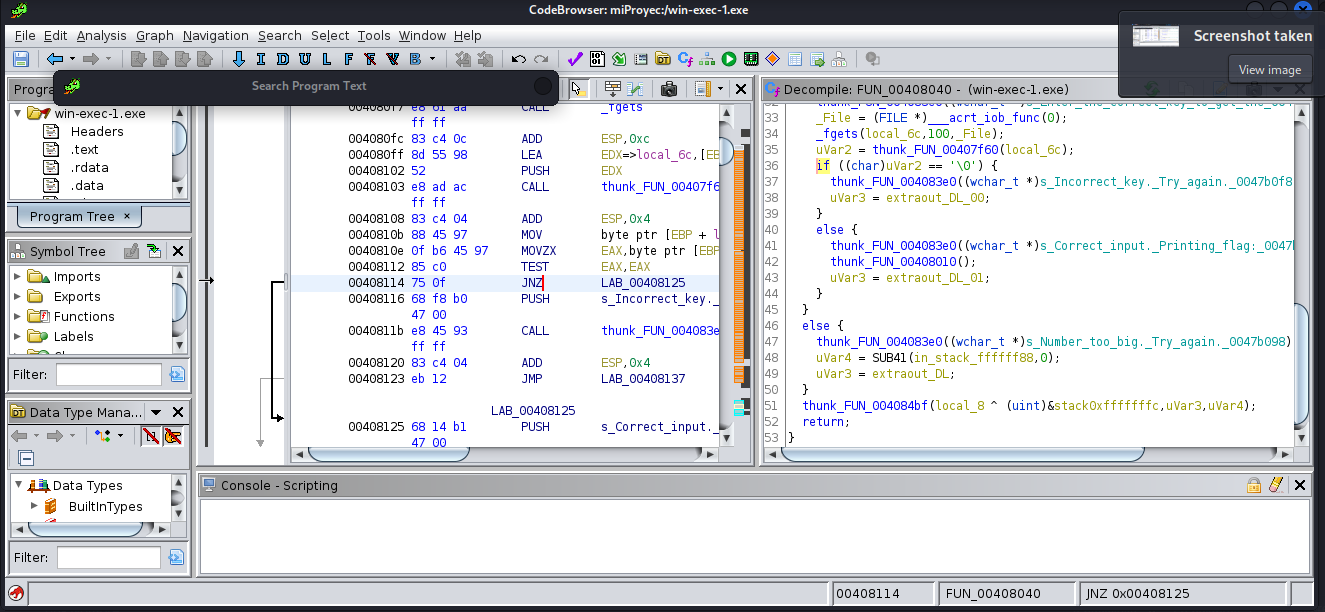 CodeBrowser: miProyec:/win-exec-1.exe
File Edit Analysis Graph Navigation Search Select Tools Window Help
Screenshot taken
View image
I D U L F R V B
Progra
Search Program Text
Decompile: FUN_00408040 - (win-exec-1.exe)
win-exec-1.exe
Headers
.text
.rdata
.data
Program Tree ×
Symbol Tree
Imports
Exports
Functions
Labels
Filter:
Data Type Mana...
Data Types
BuiltInTypes
Filter:
004080f7 e8 01 aa CALL _fgets
ff ff
004080fc 83 c4 0c ADD ESP,0xc
004080ff 8d 55 98 LEA EDX=>local_6c,[EB
00408102 52 PUSH EDX
00408103 e8 ad ac CALL thunk_FUN_00407f6
ff ff
00408108 83 c4 04 ADD ESP,0x4
0040810b 88 45 97 MOV byte ptr [EBP + l
0040810e 0f b6 45 97 MOVZX EAX,byte ptr [EBP
00408112 85 c0 TEST EAX,EAX
00408114 75 0f JNZ LAB_00408125
00408116 68 f8 b0 PUSH s_Incorrect_key._
47 00
0040811b e8 45 93 CALL thunk_FUN_004083e
ff ff
00408120 83 c4 04 ADD ESP,0x4
00408123 eb 12 JMP LAB_00408137
LAB_00408125
00408125 68 14 b1 PUSH s_Correct_input._
47 00
33 _File = (FILE *)___acrt_iob_func(0);
34 _fgets(local_6c,100,_File);
35 uVar2 = thunk_FUN_00407f60(local_6c);
36 if ((char)uVar2 == '\0') {
37 thunk_FUN_004083e0((wchar_t *)s_Incorrect_key._Try_again._0047b0f8
38 uVar3 = extraout_DL_00;
39 }
40 else {
41 thunk_FUN_004083e0((wchar_t *)s_Correct_input._Printing_flag:_0047
42 thunk_FUN_00408010();
43 uVar3 = extraout_DL_01;
44 }
45 }
46 else {
47 thunk_FUN_004083e0((wchar_t *)s_Number_too_big._Try_again._0047b098)
48 uVar4 = SUB41(in_stack_ffffff88,0);
49 uVar3 = extraout_DL;
50 }
51 thunk_FUN_004084bf(local_8 ^ (uint)&stack0xfffffffc,uVar3,uVar4);
52 return;
53 }
Console - Scripting
00408114
FUN_00408040
JNZ 0x00408125